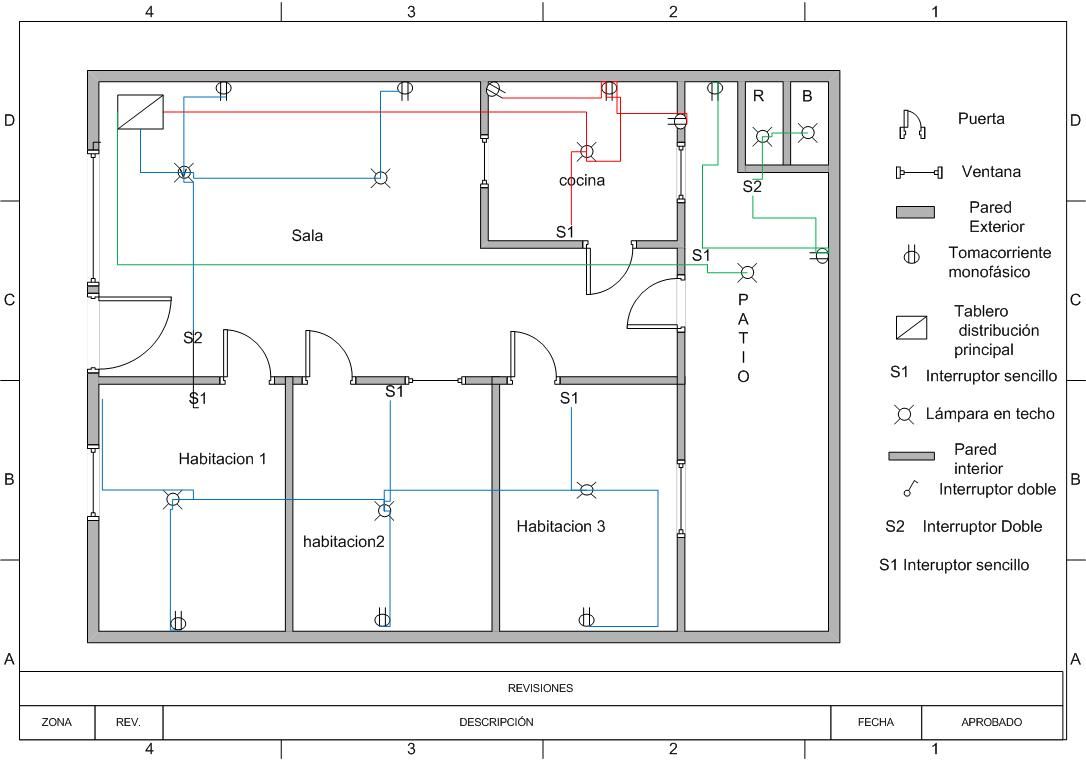 4 3 2 1
D
D
R B
Puerta
cocina
Ventana
S2
Sala
S1
Pared
Exterior
S1
Tomacorriente
monofásico
C
C
P
A
T
I
O
Tablero
distribución
principal
S2
S1 Interruptor sencillo
S1
S1
S1
Lámpara en techo
Habitacion 1
Pared
interior
B
B
Interruptor doble
habitacion2
Habitacion 3
S2 Interruptor Doble
S1 Interuptor sencillo
A
A
REVISIONES
ZONA REV. DESCRIPCIÓN FECHA APROBADO
4 3 2 1